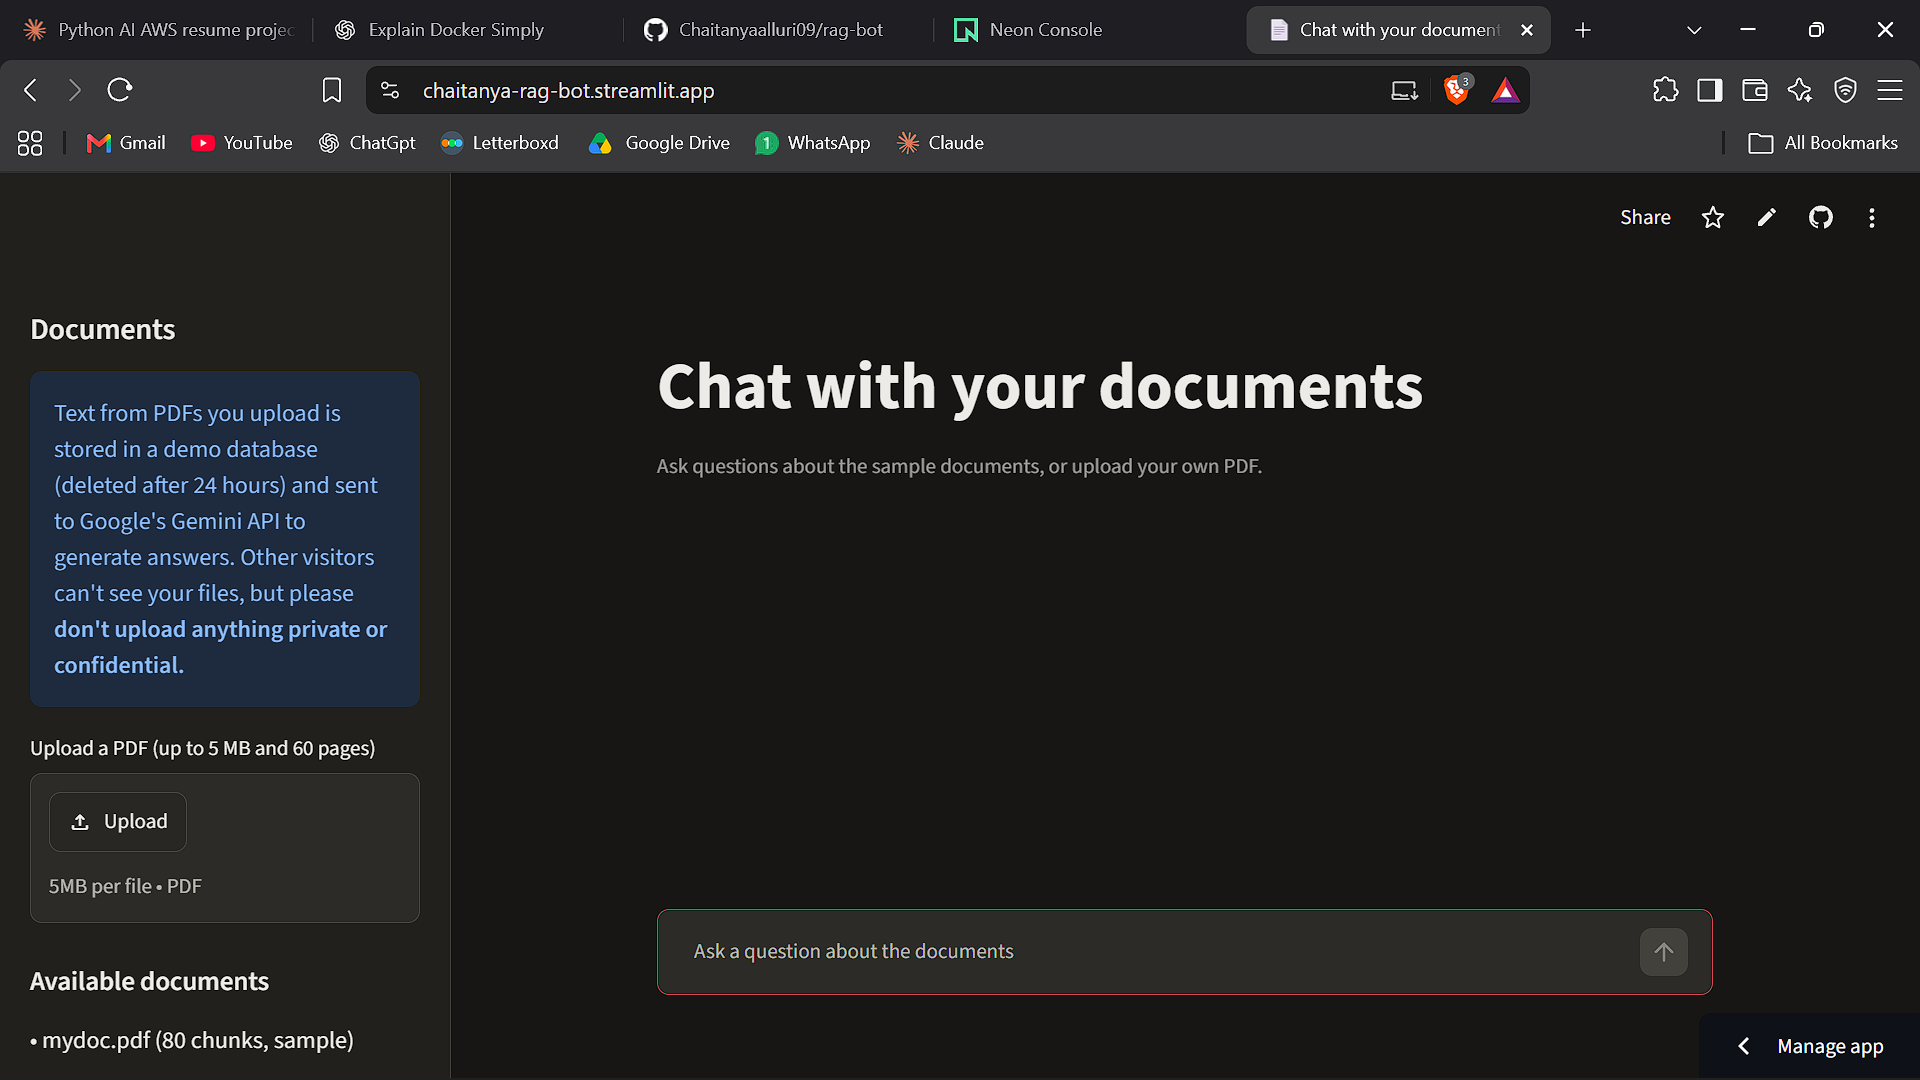 Python AI AWS resume projec
Explain Docker Simply
Chaitanyaalluri09/rag-bot
Neon Console
Chat with your document
chaitanya-rag-bot.streamlit.app
3
Gmail
YouTube
ChatGpt
Letterboxd
Google Drive
1
WhatsApp
Claude
All Bookmarks
Share
Documents
Text from PDFs you upload is
stored in a demo database
(deleted after 24 hours) and sent
to Google's Gemini API to
generate answers. Other visitors
can't see your files, but please
don't upload anything private or
confidential.
Upload a PDF (up to 5 MB and 60 pages)
Upload
5MB per file • PDF
Available documents
• mydoc.pdf (80 chunks, sample)
Chat with your documents
Ask questions about the sample documents, or upload your own PDF.
Ask a question about the documents
Manage app